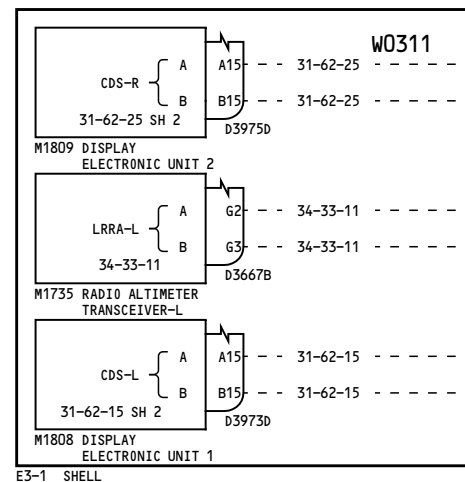 W0311
A A15 31-62-25
CDS-R
B B15 31-62-25
31-62-25 SH 2
D3975D
M1809 DISPLAY
ELECTRONIC UNIT 2
A G2 34-33-11
LRRA-L
B G3 34-33-11
34-33-11
D3667B
M1735 RADIO ALTIMETER
TRANSCEIVER-L
A A15 31-62-15
CDS-L
B B15 31-62-15
31-62-15 SH 2
D3973D
M1808 DISPLAY
ELECTRONIC UNIT 1
E3-1 SHELL